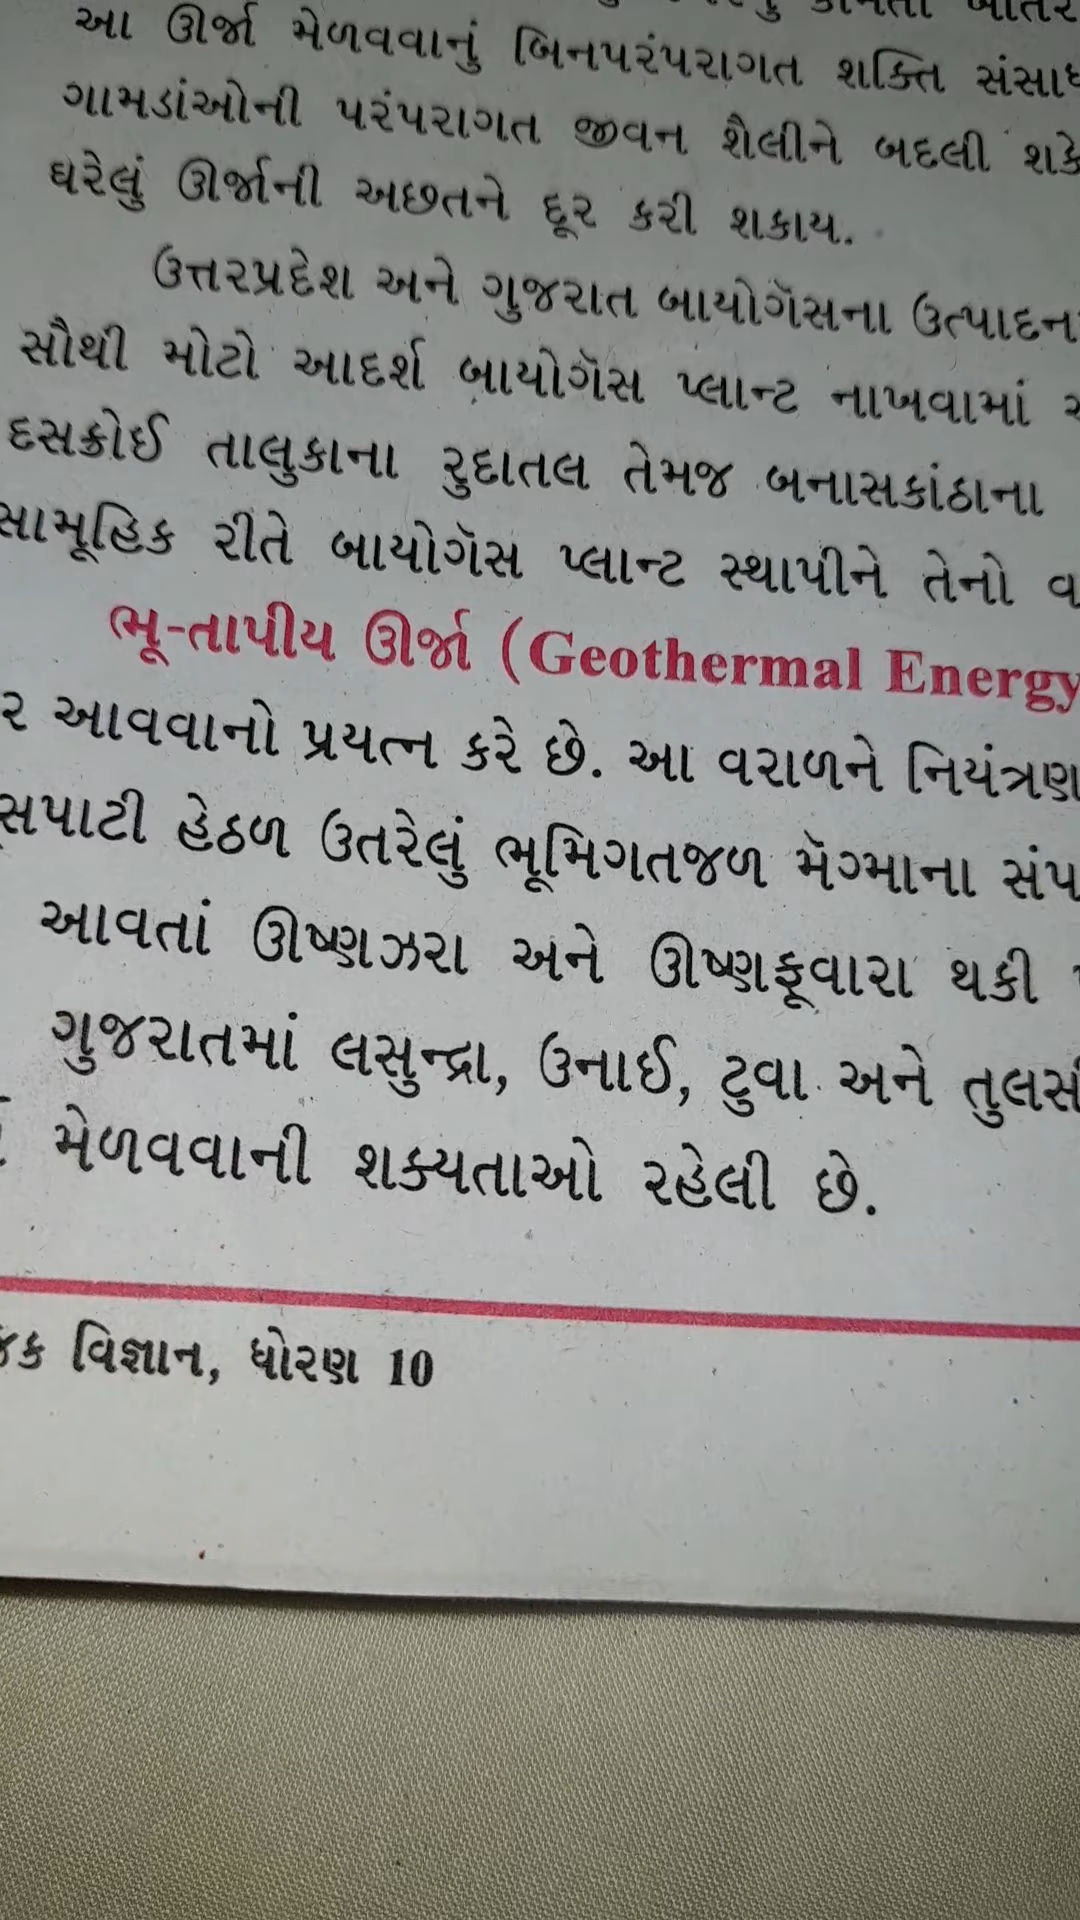 આ ઊર્જા મેળવવાનું બિનપરંપરાગત શક્તિ
ગામડાંઓની પરંપરાગત જીવન શૈલીને બદલી શકે
ઘરેલું ઊર્જાની અછતને દૂર કરી શકાય.
ઉત્તરપ્રદેશ અને ગુજરાત બાયોગૅસના ઉત્પાદન
સૌથી મોટો આદર્શ બાયોગૅસ પ્લાન્ટ નાખવામાં
દસક્રોઈ તાલુકાના રુદાતલ તેમજ બનાસકાંઠાના
સામૂહિક રીતે બાયોગૅસ પ્લાન્ટ સ્થાપીને તેનો
ભૂ-તાપીય ઊર્જા (Geothermal Energy
આવવાનો પ્રયત્ન કરે છે. આ વરાળને નિયંત્રણ
સપાટી હેઠળ ઉતરેલું ભૂમિગતજળ મૅગ્માના
આવતાં ઊષ્ણઝરા અને ઊષ્ણફૂવારા થકી
ગુજરાતમાં લસુન્દ્રા, ઉનાઈ, ટુવા અને
મેળવવાની શક્યતાઓ રહેલી છે.
વિજ્ઞાન, ધોરણ 10